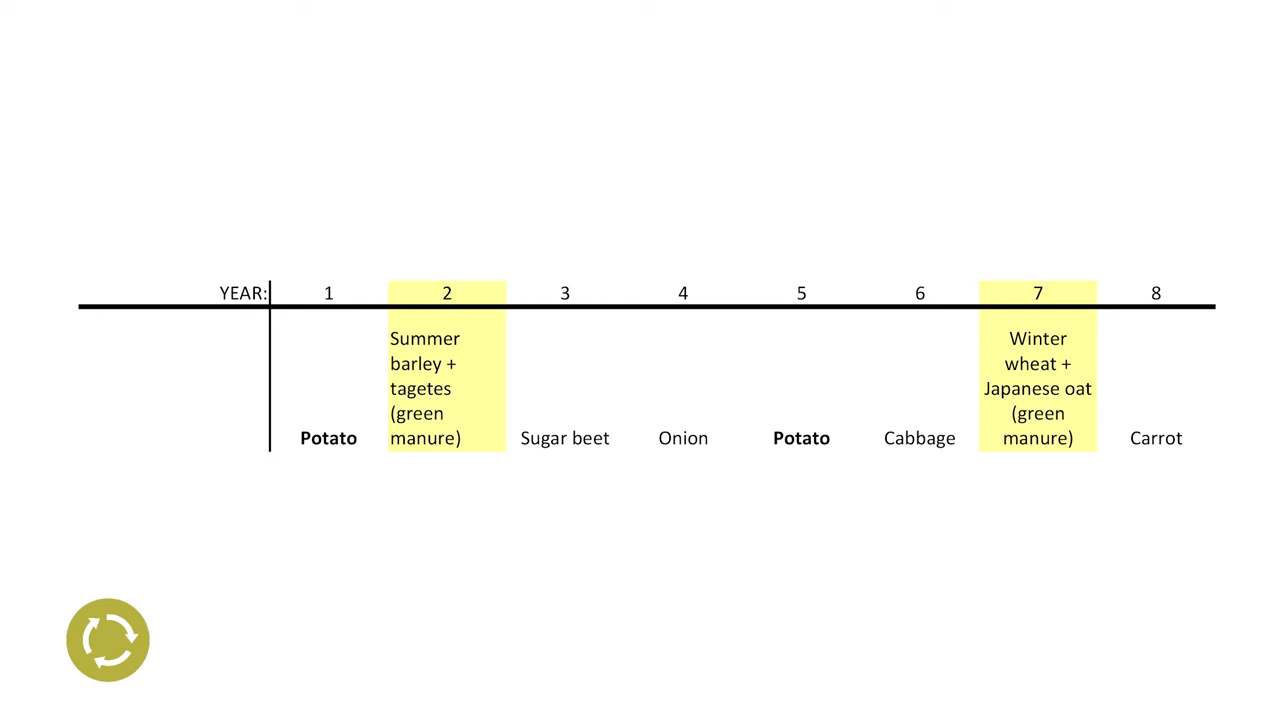 YEAR: 1 2 3 4 5 6 7 8
Summer Winter
barley + wheat +
tagetes Japanese oat
(green (green
Potato manure) Sugar beet Onion Potato Cabbage manure) Carrot